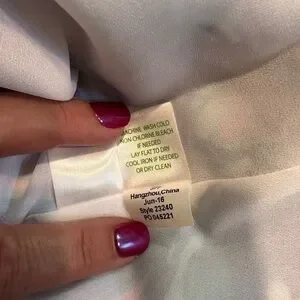 MACHINE WASH COLD
NON-CHLORINE BLEACH
IF NEEDED
LAY FLAT TO DRY
COOL IRON IF NEEDED
OR DRY CLEAN
Hangzhou,China
Jun-16
Style 23240
PO 045221